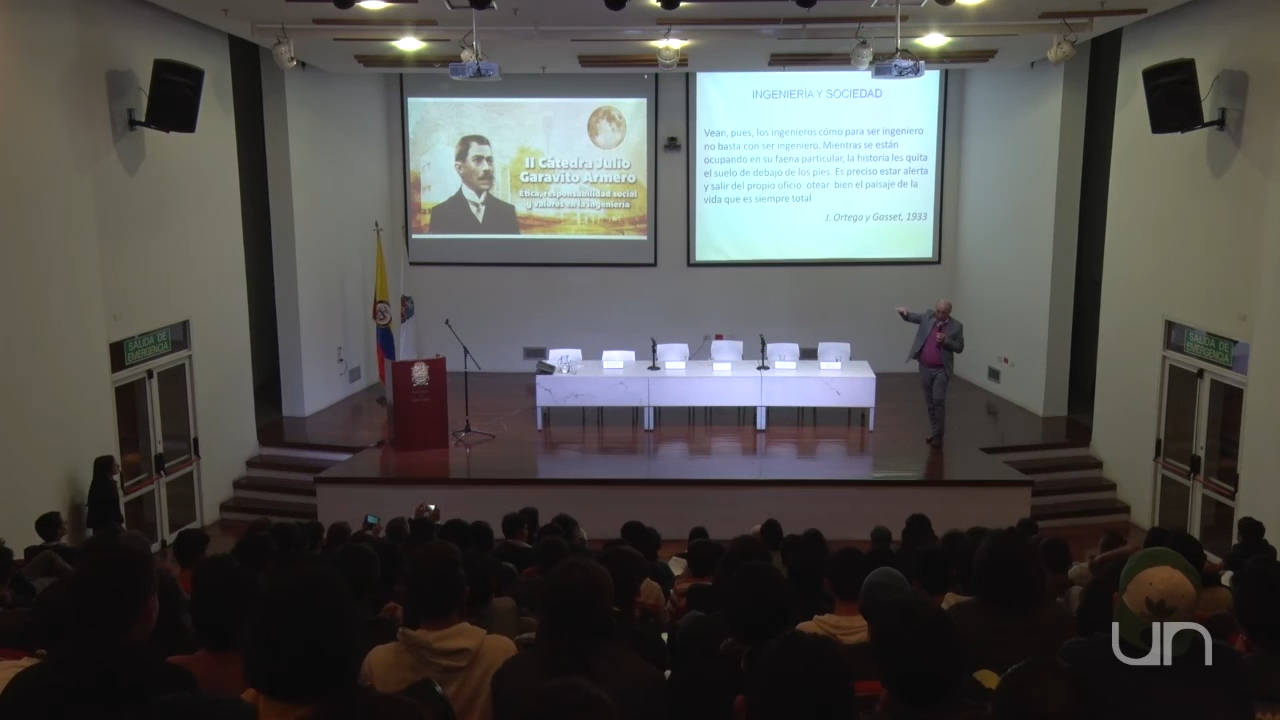 II Cátedra Julio
Garavito Armero
Ética, responsabilidad social
y valores en la ingeniería
INGENIERÍA Y SOCIEDAD
Vean, pues, los ingenieros cómo para ser ingeniero
no basta con ser ingeniero. Mientras se están
ocupando en su faena particular, la historia les quita
el suelo de debajo de los pies. Es preciso estar alerta
y salir del propio oficio: otear bien el paisaje de la
vida que es siempre total
J. Ortega y Gasset, 1933
SALIDA DE
EMERGENCIA
SALIDA DE
EMERGENCIA
un